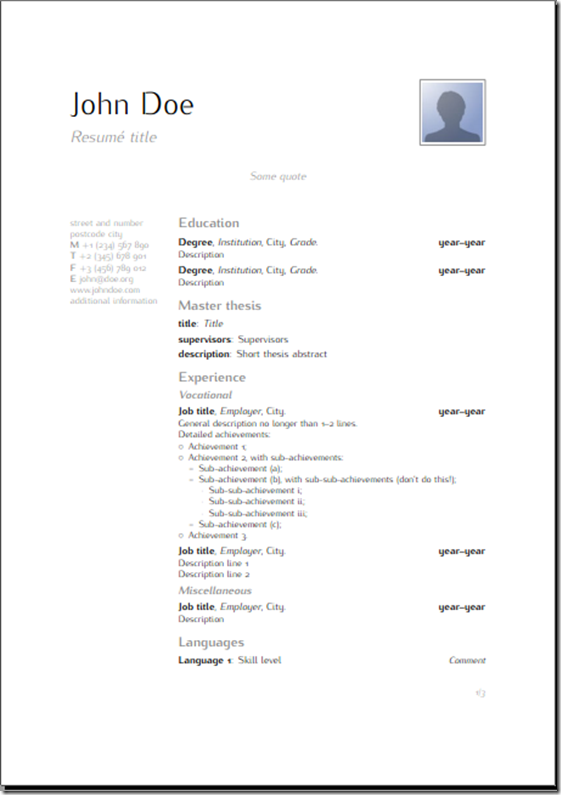 John Doe
Resumé title
Some quote
street and number
postcode city
M +1 (234) 567 890
T +2 (345) 678 901
F +3 (456) 789 012
E john@doe.org
www.johndoe.com
additional information
Education
Degree, Institution, City, Grade. year–year
Description
Degree, Institution, City, Grade. year–year
Description
Master thesis
title: Title
supervisors: Supervisors
description: Short thesis abstract
Experience
Vocational
Job title, Employer, City. year–year
General description no longer than 1–2 lines.
Detailed achievements:
○ Achievement 1;
○ Achievement 2, with sub-achievements:
– Sub-achievement (a);
– Sub-achievement (b), with sub-sub-achievements (don't do this!);
· Sub-sub-achievement i;
· Sub-sub-achievement ii;
· Sub-sub-achievement iii;
– Sub-achievement (c);
○ Achievement 3.
Job title, Employer, City. year–year
Description line 1
Description line 2
Miscellaneous
Job title, Employer, City. year–year
Description
Languages
Language 1: Skill level Comment
1/3